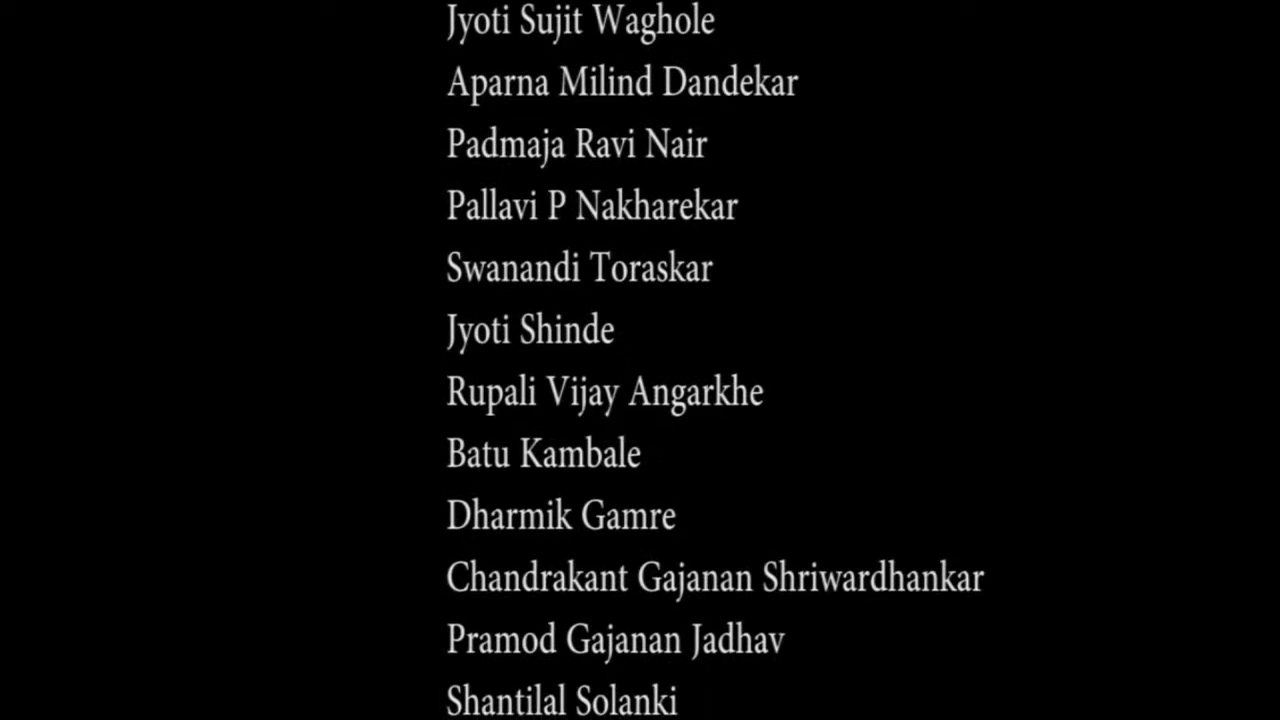 Jyoti Sujit Waghole
Aparna Milind Dandekar
Padmaja Ravi Nair
Pallavi P Nakharekar
Swanandi Toraskar
Jyoti Shinde
Rupali Vijay Angarkhe
Batu Kambale
Dharmik Gamre
Chandrakant Gajanan Shriwardhankar
Pramod Gajanan Jadhav
Shantilal Solanki